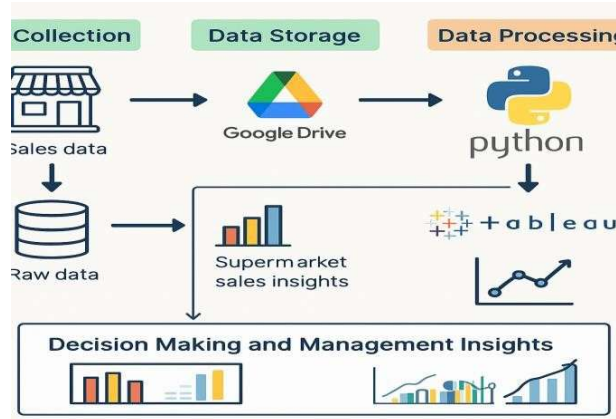 Collection
Data Storage
Data Processing
Sales data
Google Drive
python
Raw data
Supermarket
sales insights
+ableau
Decision Making and Management Insights